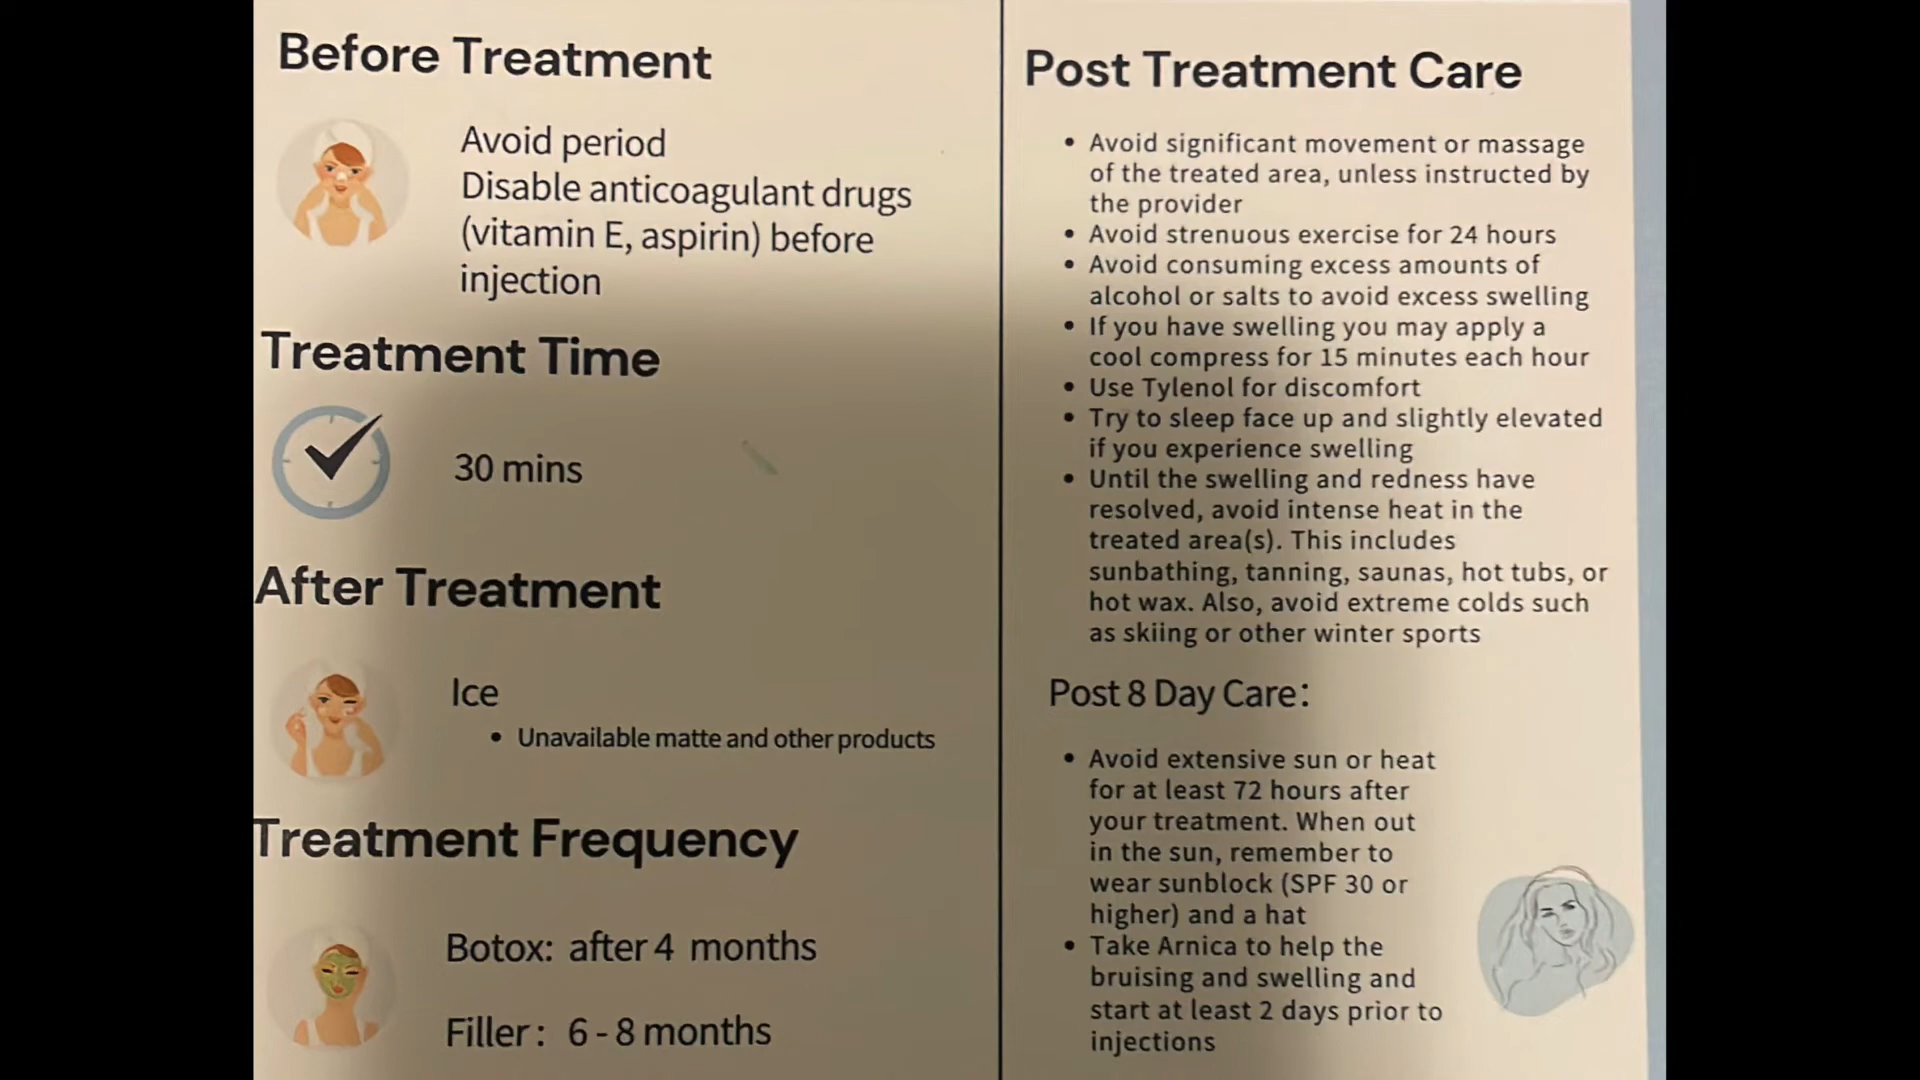 Before Treatment
Avoid period
Disable anticoagulant drugs
(vitamin E, aspirin) before
injection
Treatment Time
30 mins
After Treatment
Ice
• Unavailable matte and other products
Treatment Frequency
Botox: after 4 months
Filler: 6 - 8 months
Post Treatment Care
• Avoid significant movement or massage
of the treated area, unless instructed by
the provider
• Avoid strenuous exercise for 24 hours
• Avoid consuming excess amounts of
alcohol or salts to avoid excess swelling
• If you have swelling you may apply a
cool compress for 15 minutes each hour
• Use Tylenol for discomfort
• Try to sleep face up and slightly elevated
if you experience swelling
• Until the swelling and redness have
resolved, avoid intense heat in the
treated area(s). This includes
sunbathing, tanning, saunas, hot tubs, or
hot wax. Also, avoid extreme colds such
as skiing or other winter sports
Post 8 Day Care:
• Avoid extensive sun or heat
for at least 72 hours after
your treatment. When out
in the sun, remember to
wear sunblock (SPF 30 or
higher) and a hat
• Take Arnica to help the
bruising and swelling and
start at least 2 days prior to
injections